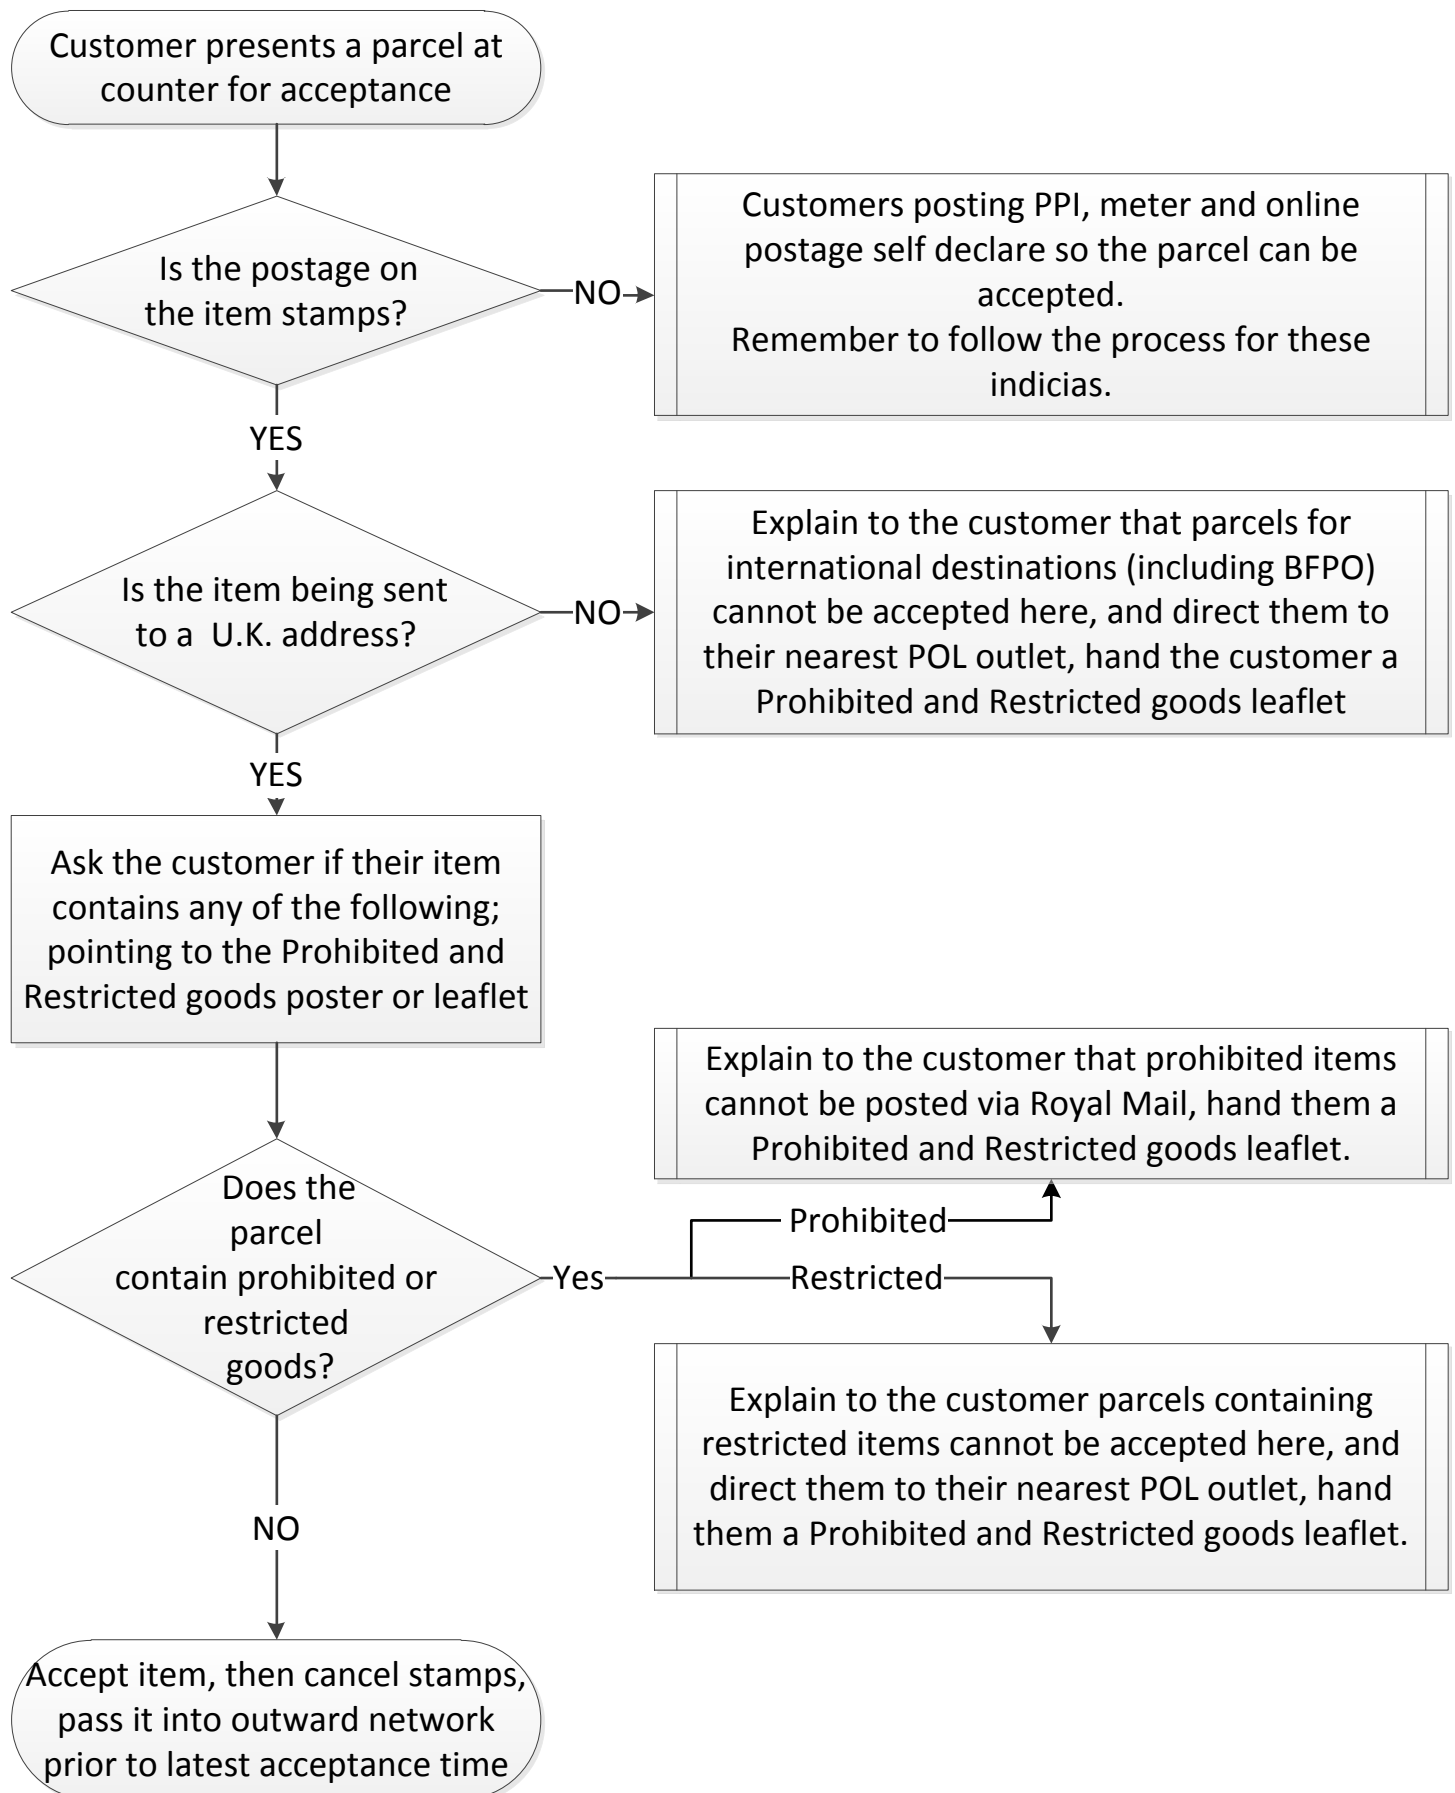 Customer presents a parcel at
counter for acceptance
Is the postage on
the item stamps?
NO
Customers posting PPI, meter and online
postage self declare so the parcel can be
accepted.
Remember to follow the process for these
indicias.
YES
Is the item being sent
to a  U.K. address?
NO
Explain to the customer that parcels for
international destinations (including BFPO)
cannot be accepted here, and direct them to
their nearest POL outlet, hand the customer a
Prohibited and Restricted goods leaflet
YES
Ask the customer if their item
contains any of the following;
pointing to the Prohibited and
Restricted goods poster or leaflet
Does the
parcel
contain prohibited or
restricted
goods?
Yes
Prohibited
Explain to the customer that prohibited items
cannot be posted via Royal Mail, hand them a
Prohibited and Restricted goods leaflet.
Restricted
Explain to the customer parcels containing
restricted items cannot be accepted here, and
direct them to their nearest POL outlet, hand
them a Prohibited and Restricted goods leaflet.
NO
Accept item, then cancel stamps,
pass it into outward network
prior to latest acceptance time